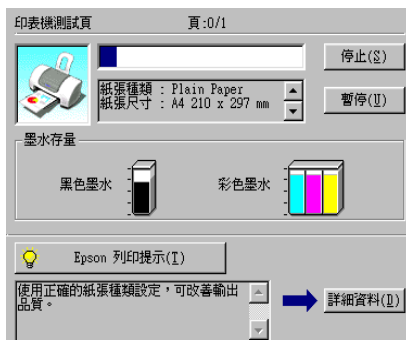 印表機測試頁 頁:0/1
停止(S)
紙張種類 : Plain Paper
紙張尺寸 : A4 210 x 297 mm
暫停(U)
墨水存量
黑色墨水 彩色墨水
Epson 列印提示(T)
使用正確的紙張種類設定，可改善輸出
品質。
詳細資料(D)